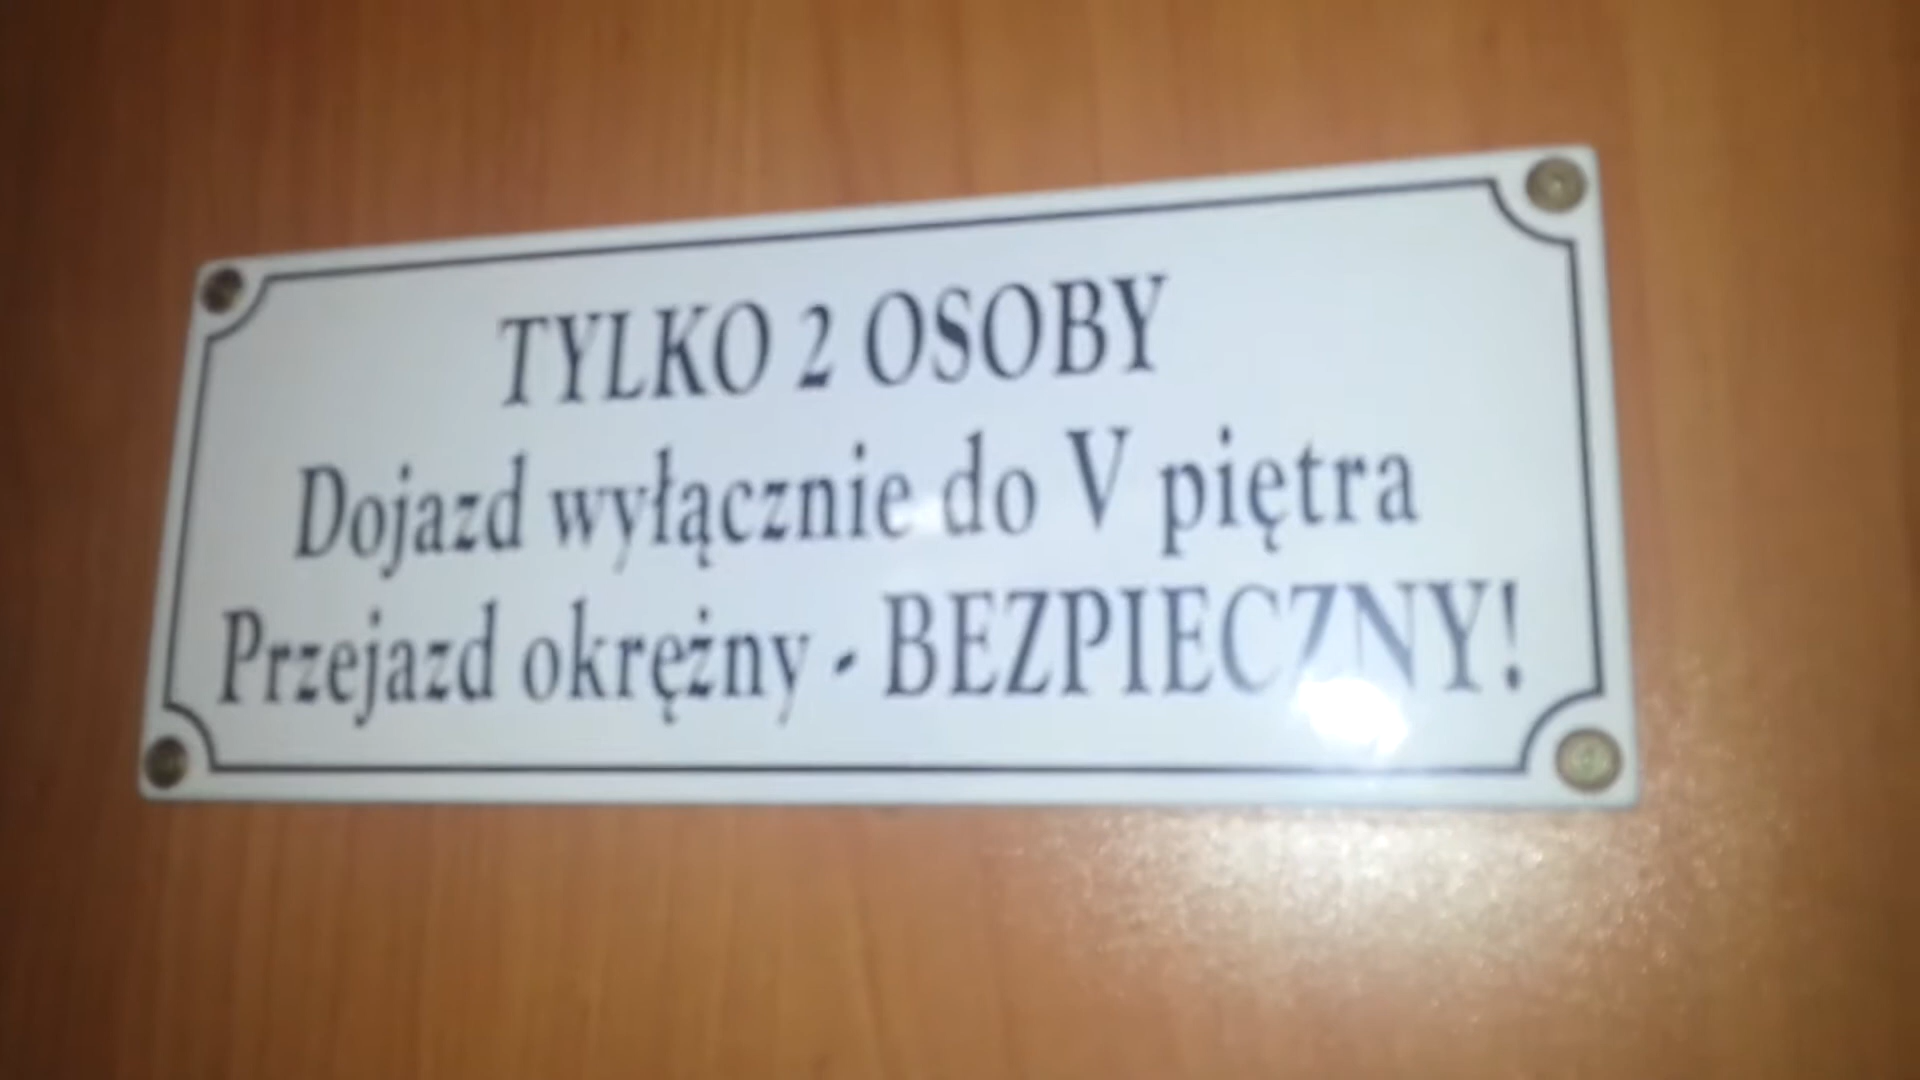 TYLKO 2 OSOBY
Dojazd wyłącznie do V piętra
Przejazd okrężny - BEZPIECZNY!